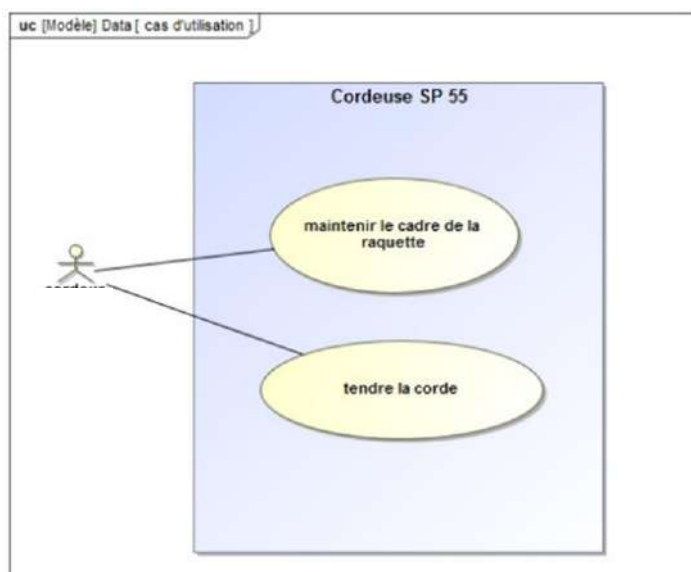 uc [Modèle] Data [ cas d'utilisation ]
Cordeuse SP 55
maintenir le cadre de la
raquette
tendre la corde